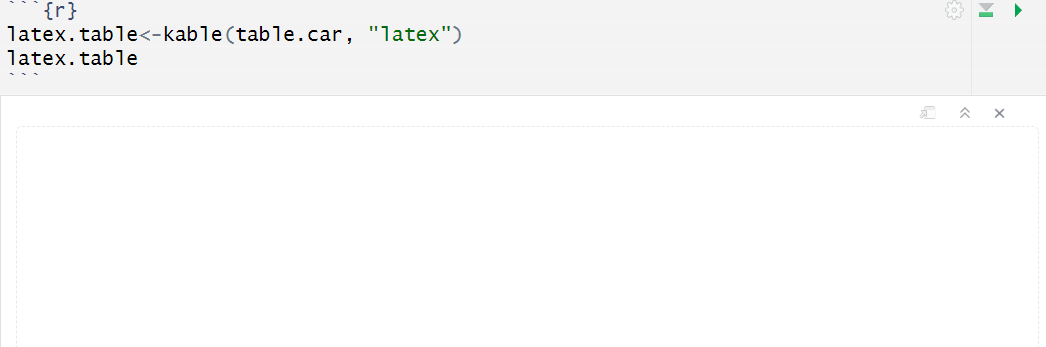 ```{r}
latex.table<-kable(table.car, "latex")
latex.table
```